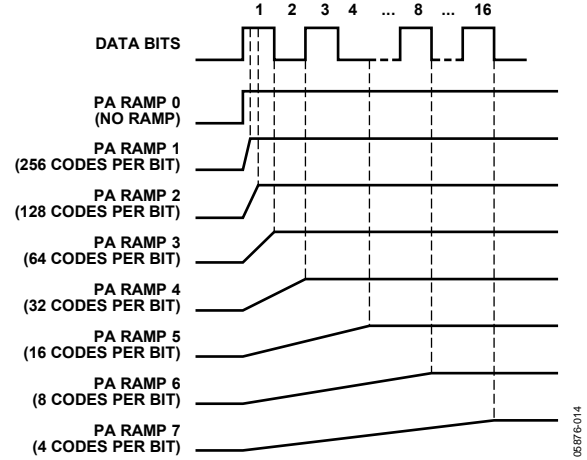 1 2 3 4 ... 8 ... 16
DATA BITS
PA RAMP 0
(NO RAMP)
PA RAMP 1
(256 CODES PER BIT)
PA RAMP 2
(128 CODES PER BIT)
PA RAMP 3
(64 CODES PER BIT)
PA RAMP 4
(32 CODES PER BIT)
PA RAMP 5
(16 CODES PER BIT)
PA RAMP 6
(8 CODES PER BIT)
PA RAMP 7
(4 CODES PER BIT)
05876-014